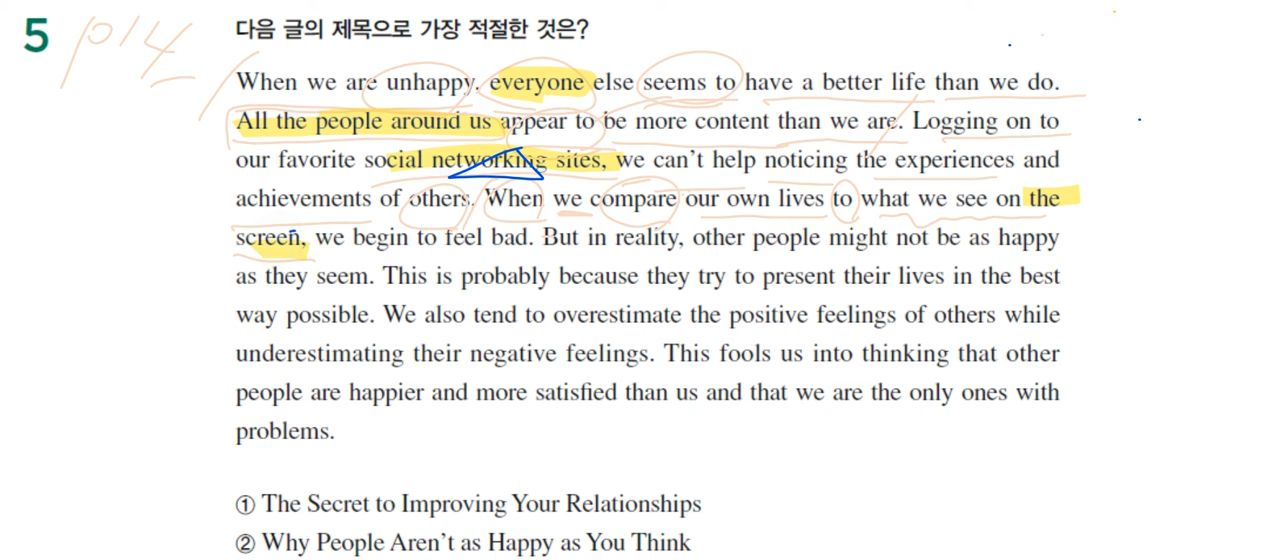 5
p14
다음 글의 제목으로 가장 적절한 것은?
When we are unhappy, everyone else seems to have a better life than we do.
All the people around us appear to be more content than we are. Logging on to
our favorite social networking sites, we can't help noticing the experiences and
achievements of others. When we compare our own lives to what we see on the
screen, we begin to feel bad. But in reality, other people might not be as happy
as they seem. This is probably because they try to present their lives in the best
way possible. We also tend to overestimate the positive feelings of others while
underestimating their negative feelings. This fools us into thinking that other
people are happier and more satisfied than us and that we are the only ones with
problems.
① The Secret to Improving Your Relationships
② Why People Aren't as Happy as You Think